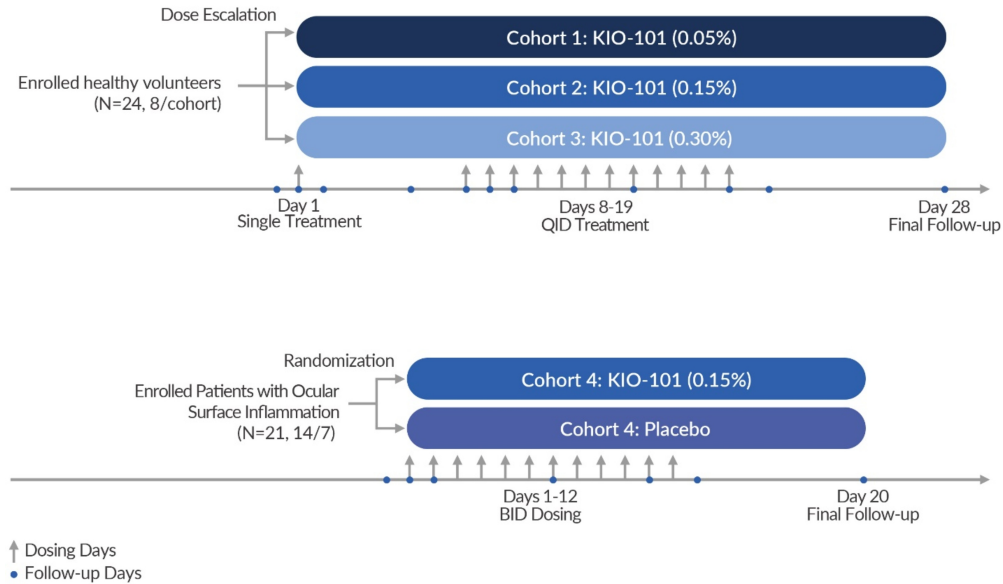 Dose Escalation
Cohort 1: KIO-101 (0.05%)
Enrolled healthy volunteers
(N=24, 8/cohort)
Cohort 2: KIO-101 (0.15%)
Cohort 3: KIO-101 (0.30%)
Day 1
Single Treatment
Days 8-19
QID Treatment
Day 28
Final Follow-up
Randomization
Enrolled Patients with Ocular
Surface Inflammation
(N=21, 14/7)
Cohort 4: KIO-101 (0.15%)
Cohort 4: Placebo
Days 1-12
BID Dosing
Day 20
Final Follow-up
Dosing Days
Follow-up Days